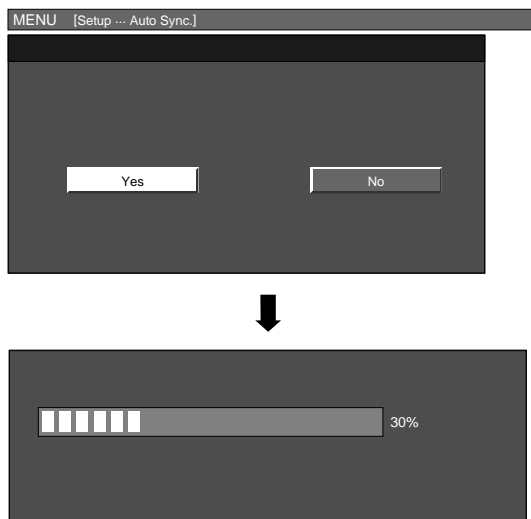 MENU [Setup ··· Auto Sync.]
Yes No
30%